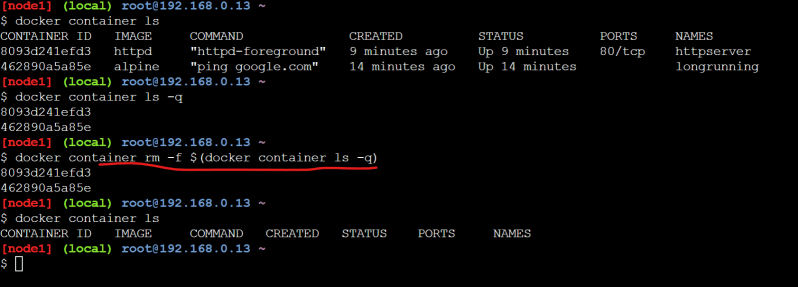 [node1] (local) root@192.168.0.13 ~
$ docker container ls
CONTAINER ID   IMAGE     COMMAND              CREATED          STATUS          PORTS     NAMES
8093d241efd3   httpd     "httpd-foreground"   9 minutes ago    Up 9 minutes    80/tcp    httpserver
462890a5a85e   alpine    "ping google.com"    14 minutes ago   Up 14 minutes             longrunning
[node1] (local) root@192.168.0.13 ~
$ docker container ls -q
8093d241efd3
462890a5a85e
[node1] (local) root@192.168.0.13 ~
$ docker container rm -f $(docker container ls -q)
8093d241efd3
462890a5a85e
[node1] (local) root@192.168.0.13 ~
$ docker container ls
CONTAINER ID   IMAGE     COMMAND   CREATED   STATUS    PORTS     NAMES
[node1] (local) root@192.168.0.13 ~
$